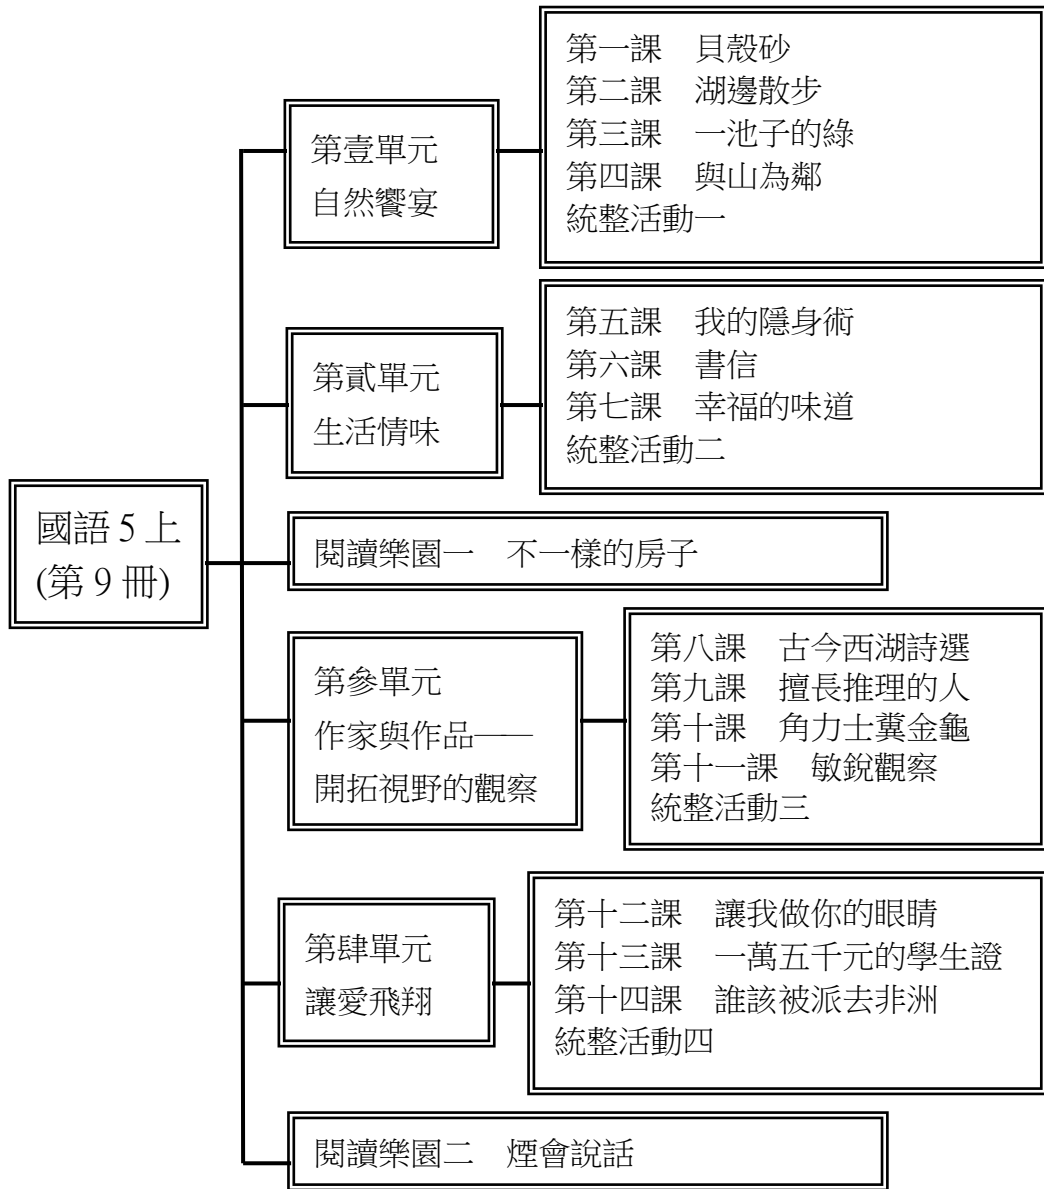 國語 5 上
(第 9 冊)
第壹單元
自然饗宴
第一課　貝殼砂
第二課　湖邊散步
第三課　一池子的綠
第四課　與山為鄰
統整活動一
第貳單元
生活情味
第五課　我的隱身術
第六課　書信
第七課　幸福的味道
統整活動二
閱讀樂園一　不一樣的房子
第參單元
作家與作品——
開拓視野的觀察
第八課　古今西湖詩選
第九課　擅長推理的人
第十課　角力士糞金龜
第十一課　敏銳觀察
統整活動三
第肆單元
讓愛飛翔
第十二課　讓我做你的眼睛
第十三課　一萬五千元的學生證
第十四課　誰該被派去非洲
統整活動四
閱讀樂園二　煙會說話